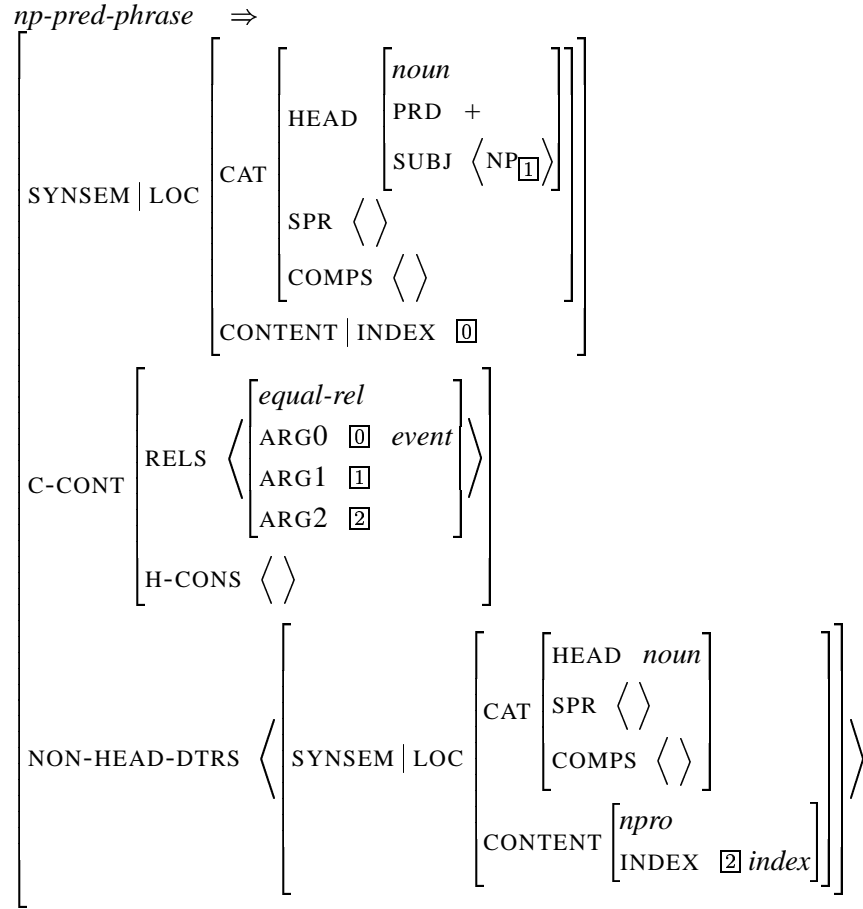 np-pred-phrase ⇒
HEAD [noun
PRD +
SUBJ ⟨NP[1]⟩]
CAT
SYNSEM | LOC
SPR ⟨⟩
COMPS ⟨⟩
CONTENT | INDEX [0]
equal-rel
ARG0 [0] event
RELS
ARG1 [1]
C-CONT
ARG2 [2]
H-CONS ⟨⟩
HEAD noun
CAT SPR ⟨⟩
NON-HEAD-DTRS SYNSEM | LOC COMPS ⟨⟩
npro
CONTENT
INDEX [2] index